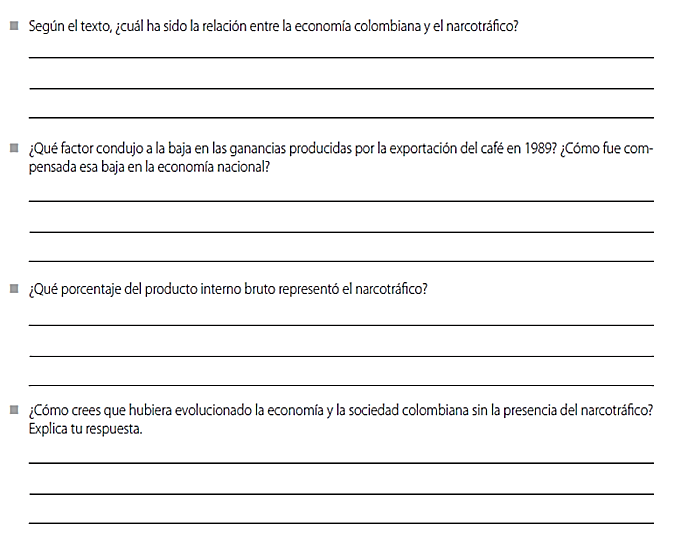 Según el texto, ¿cuál ha sido la relación entre la economía colombiana y el narcotráfico?
¿Qué factor condujo a la baja en las ganancias producidas por la exportación del café en 1989? ¿Cómo fue com-
pensada esa baja en la economía nacional?
¿Qué porcentaje del producto interno bruto representó el narcotráfico?
¿Cómo crees que hubiera evolucionado la economía y la sociedad colombiana sin la presencia del narcotráfico?
Explica tu respuesta.